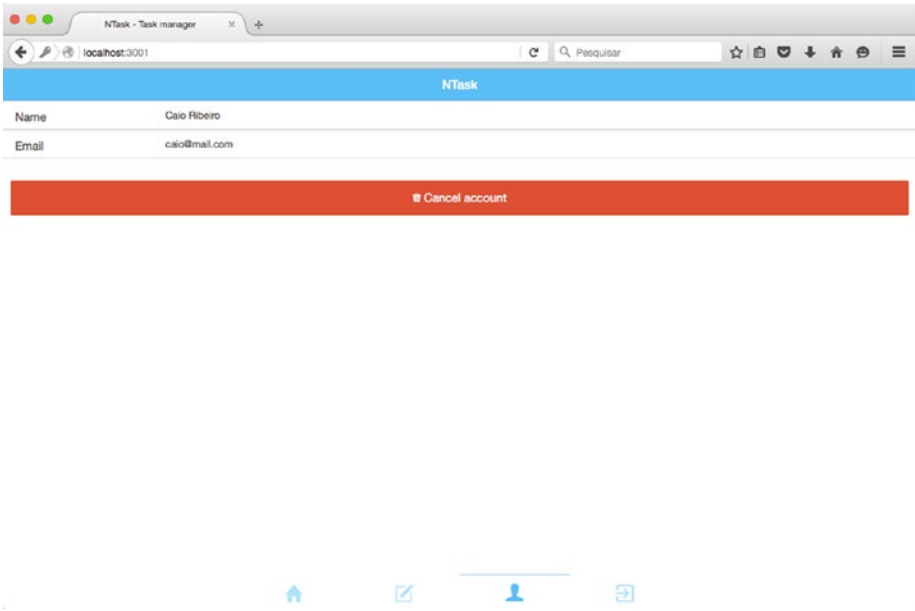 NTask - Task manager
localhost:3001
Pesquisar
NTask
Name Caio Ribeiro
Email caio@mail.com
Cancel account